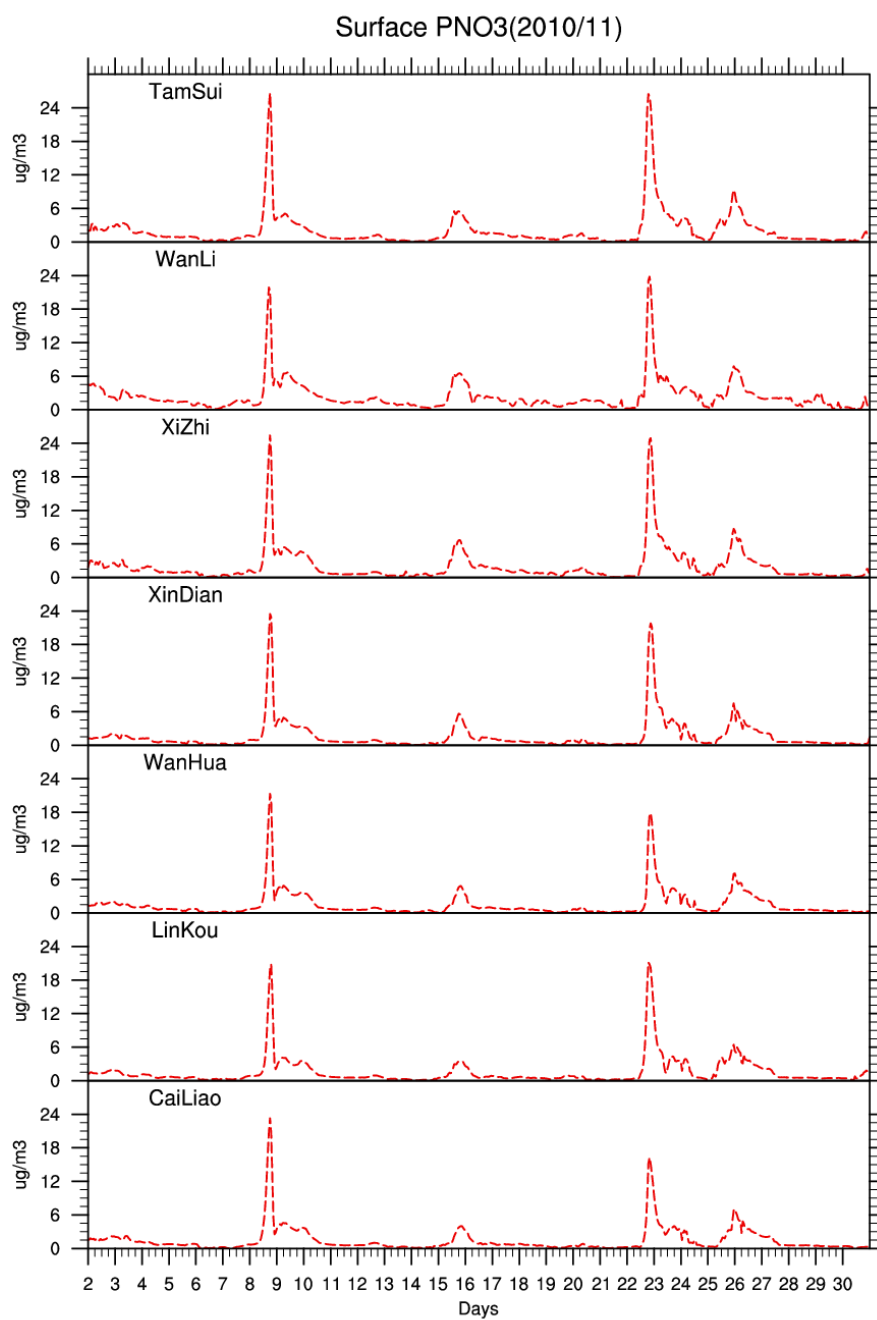 Surface PNO3(2010/11)
TamSui
24
18
12
6
0
ug/m3
WanLi
24
18
12
6
0
ug/m3
XiZhi
24
18
12
6
0
ug/m3
XinDian
24
18
12
6
0
ug/m3
WanHua
24
18
12
6
0
ug/m3
LinKou
24
18
12
6
0
ug/m3
CaiLiao
24
18
12
6
0
ug/m3
2 3 4 5 6 7 8 9 10 11 12 13 14 15 16 17 18 19 20 21 22 23 24 25 26 27 28 29 30
Days